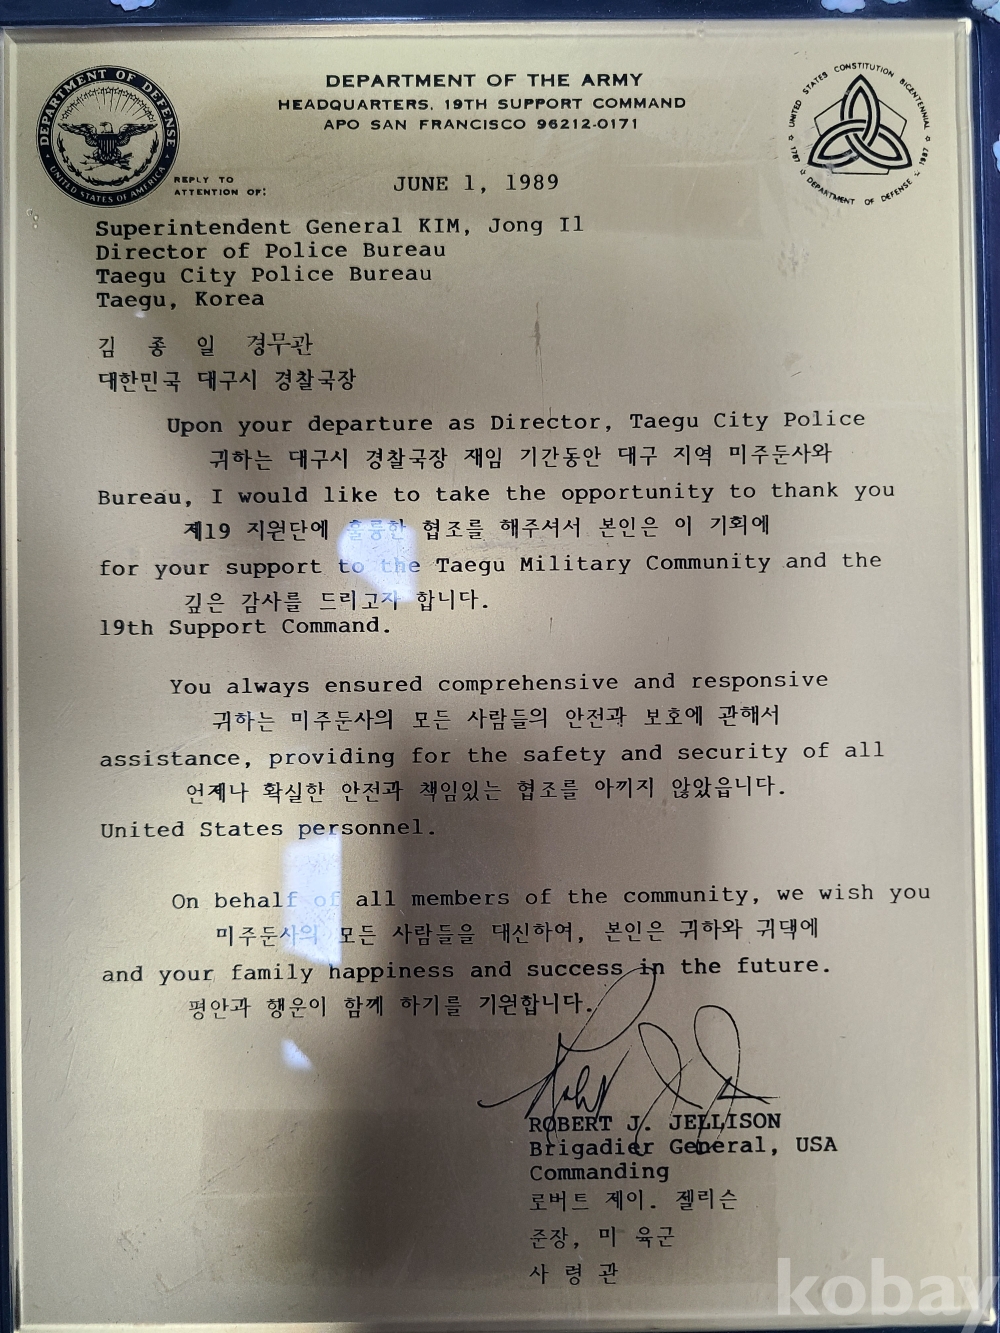 DEPARTMENT OF DEFENSE
UNITED STATES OF AMERICA
DEPARTMENT OF THE ARMY
HEADQUARTERS, 19TH SUPPORT COMMAND
APO SAN FRANCISCO 96212-0171
UNITED STATES CONSTITUTION BICENTENNIAL
1787 ☆ DEPARTMENT OF DEFENSE ☆ 1987
REPLY TO
ATTENTION OF:
JUNE 1, 1989
Superintendent General KIM, Jong Il
Director of Police Bureau
Taegu City Police Bureau
Taegu, Korea
김 종 일 경무관
대한민국 대구시 경찰국장
Upon your departure as Director, Taegu City Police
귀하는 대구시 경찰국장 재임 기간동안 대구 지역 미주둔사와
Bureau, I would like to take the opportunity to thank you
제19 지원단에 훌륭한 협조를 해주셔서 본인은 이 기회에
for your support to the Taegu Military Community and the
깊은 감사를 드리고자 합니다.
19th Support Command.
You always ensured comprehensive and responsive
귀하는 미주둔사의 모든 사람들의 안전과 보호에 관해서
assistance, providing for the safety and security of all
언제나 확실한 안전과 책임있는 협조를 아끼지 않았읍니다.
United States personnel.
On behalf of all members of the community, we wish you
미주둔사의 모든 사람들을 대신하여, 본인은 귀하와 귀댁에
and your family happiness and success in the future.
평안과 행운이 함께 하기를 기원합니다.
ROBERT J. JELLISON
Brigadier General, USA
Commanding
로버트 제이. 젤리슨
준장, 미 육군
사 령 관
kobay